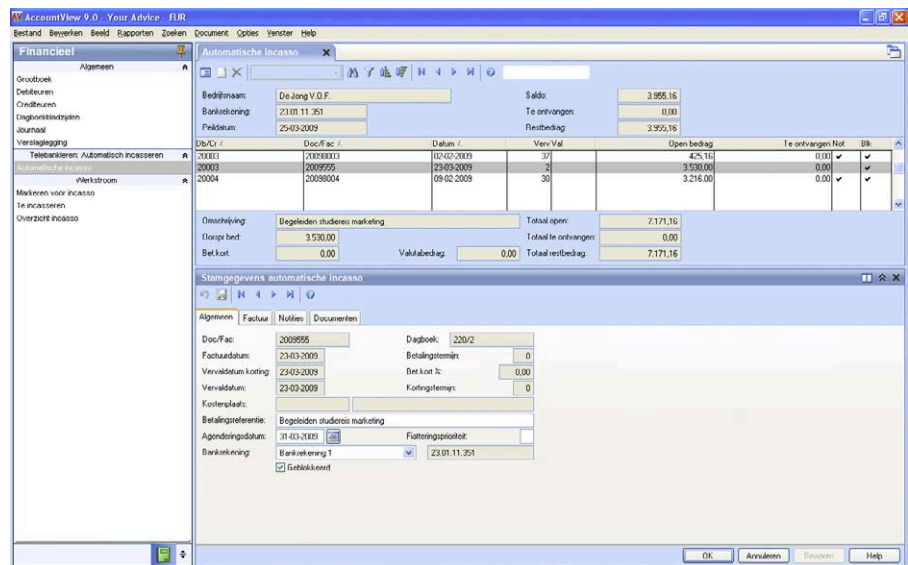 AccountView 9.0 - Your Advice - EUR
Bestand Bewerken Beeld Rapporten Zoeken Document Opties Venster Help
Financieel
Algemeen
Grootboek
Debiteuren
Crediteuren
Dagboekbladzijden
Journaal
Verslaglegging
Telebankieren: Automatisch incasseren
Automatische incasso
Werkstroom
Markeren voor incasso
Te incasseren
Overzicht incasso
Automatische incasso
Bedrijfsnaam: De Jong V.O.F. Saldo: 3.955,16
Bankrekening: 23.01.11.351 Te ontvangen: 0,00
Peildatum: 25-03-2009 Restbedrag: 3.955,16
Db/Cr Doc/Fac Datum Verv Val Open bedrag Te ontvangen Not Blk
20003 20098003 02-02-2009 37 425,16 0,00
20003 2009555 23-03-2009 2 3.530,00 0,00
20004 20098004 09-02-2009 30 3.216,00 0,00
Omschrijving: Begeleiden studiereis marketing Totaal open: 7.171,16
Oorspr bed: 3.530,00 Totaal te ontvangen: 0,00
Bet.kort: 0,00 Valutabedrag: 0,00 Totaal restbedrag: 7.171,16
Stamgegevens automatische incasso
Algemeen Factuur Notities Documenten
Doc/Fac: 2009555 Dagboek: 220/2
Factuurdatum: 23-03-2009 Betalingstermijn: 0
Vervaldatum korting: 23-03-2009 Bet.kort %: 0,00
Vervaldatum: 23-03-2009 Kortingstermijn: 0
Kostenplaats:
Betalingsreferentie: Begeleiden studiereis marketing
Agenderingsdatum: 31-03-2009 Fiatteringsprioriteit:
Bankrekening: Bankrekening 1 23.01.11.351
Geblokkeerd
OK Annuleren Bewaren Help